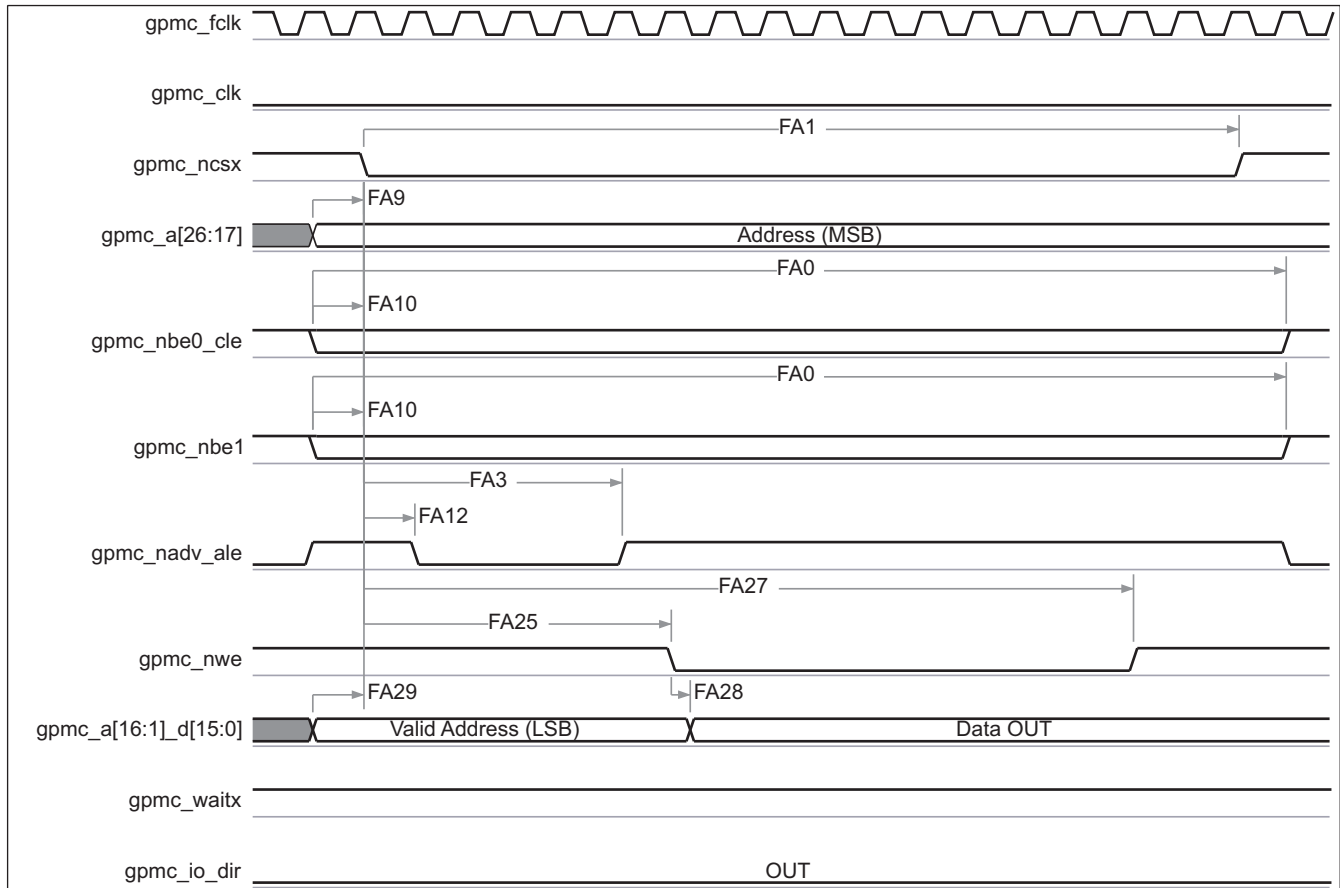 gpmc_fclk
gpmc_clk
FA1
gpmc_ncsx
FA9
gpmc_a[26:17] Address (MSB)
FA0
FA10
gpmc_nbe0_cle
FA0
FA10
gpmc_nbe1
FA3
FA12
gpmc_nadv_ale
FA27
FA25
gpmc_nwe
FA29 FA28
gpmc_a[16:1]_d[15:0] Valid Address (LSB) Data OUT
gpmc_waitx
gpmc_io_dir OUT